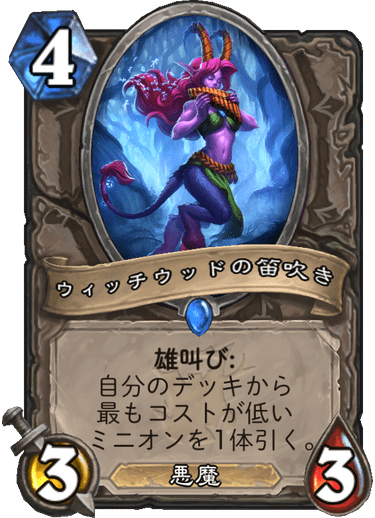 4
ウィッチウッドの笛吹き
雄叫び:
自分のデッキから
最もコストが低い
ミニオンを1体引く。
3
悪魔
3